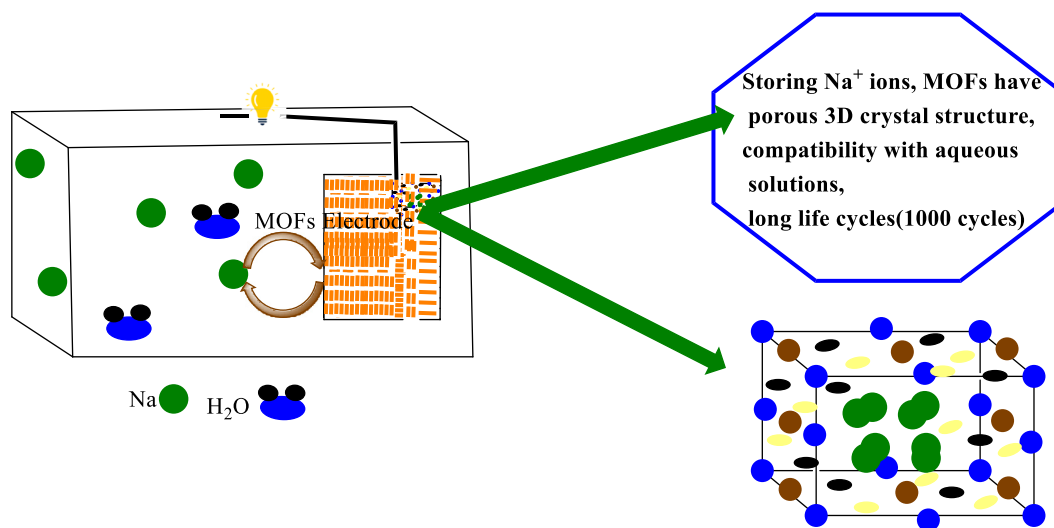 Storing Na⁺ ions, MOFs have
porous 3D crystal structure,
compatibility with aqueous
solutions,
long life cycles(1000 cycles)
MOFs Electrode
Na
H₂O